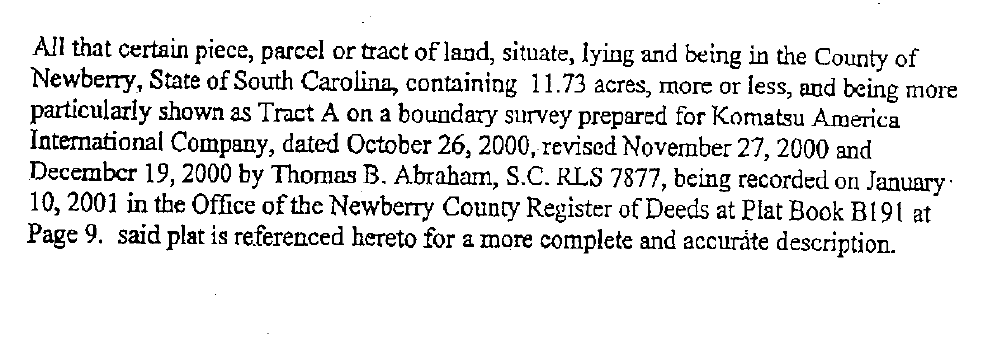 All that certain piece, parcel or tract of land, situate, lying and being in the County of
Newberry, State of South Carolina, containing 11.73 acres, more or less, and being more
particularly shown as Tract A on a boundary survey prepared for Komatsu America
International Company, dated October 26, 2000, revised November 27, 2000 and
December 19, 2000 by Thomas B. Abraham, S.C. RLS 7877, being recorded on January
10, 2001 in the Office of the Newberry County Register of Deeds at Plat Book B191 at
Page 9. said plat is referenced hereto for a more complete and accurate description.